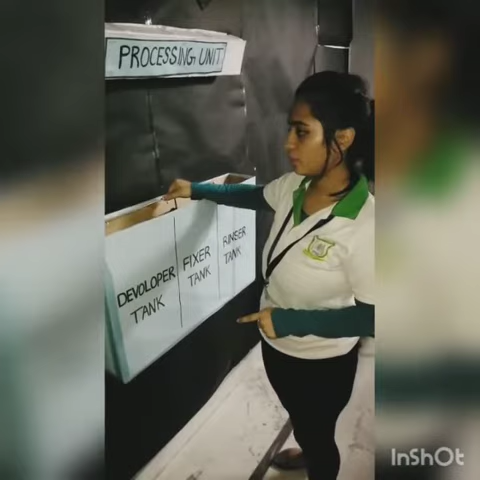 PROCESSING UNIT
DEVOLOPER
TANK
FIXER
TANK
RINSER
TANK
InShOt